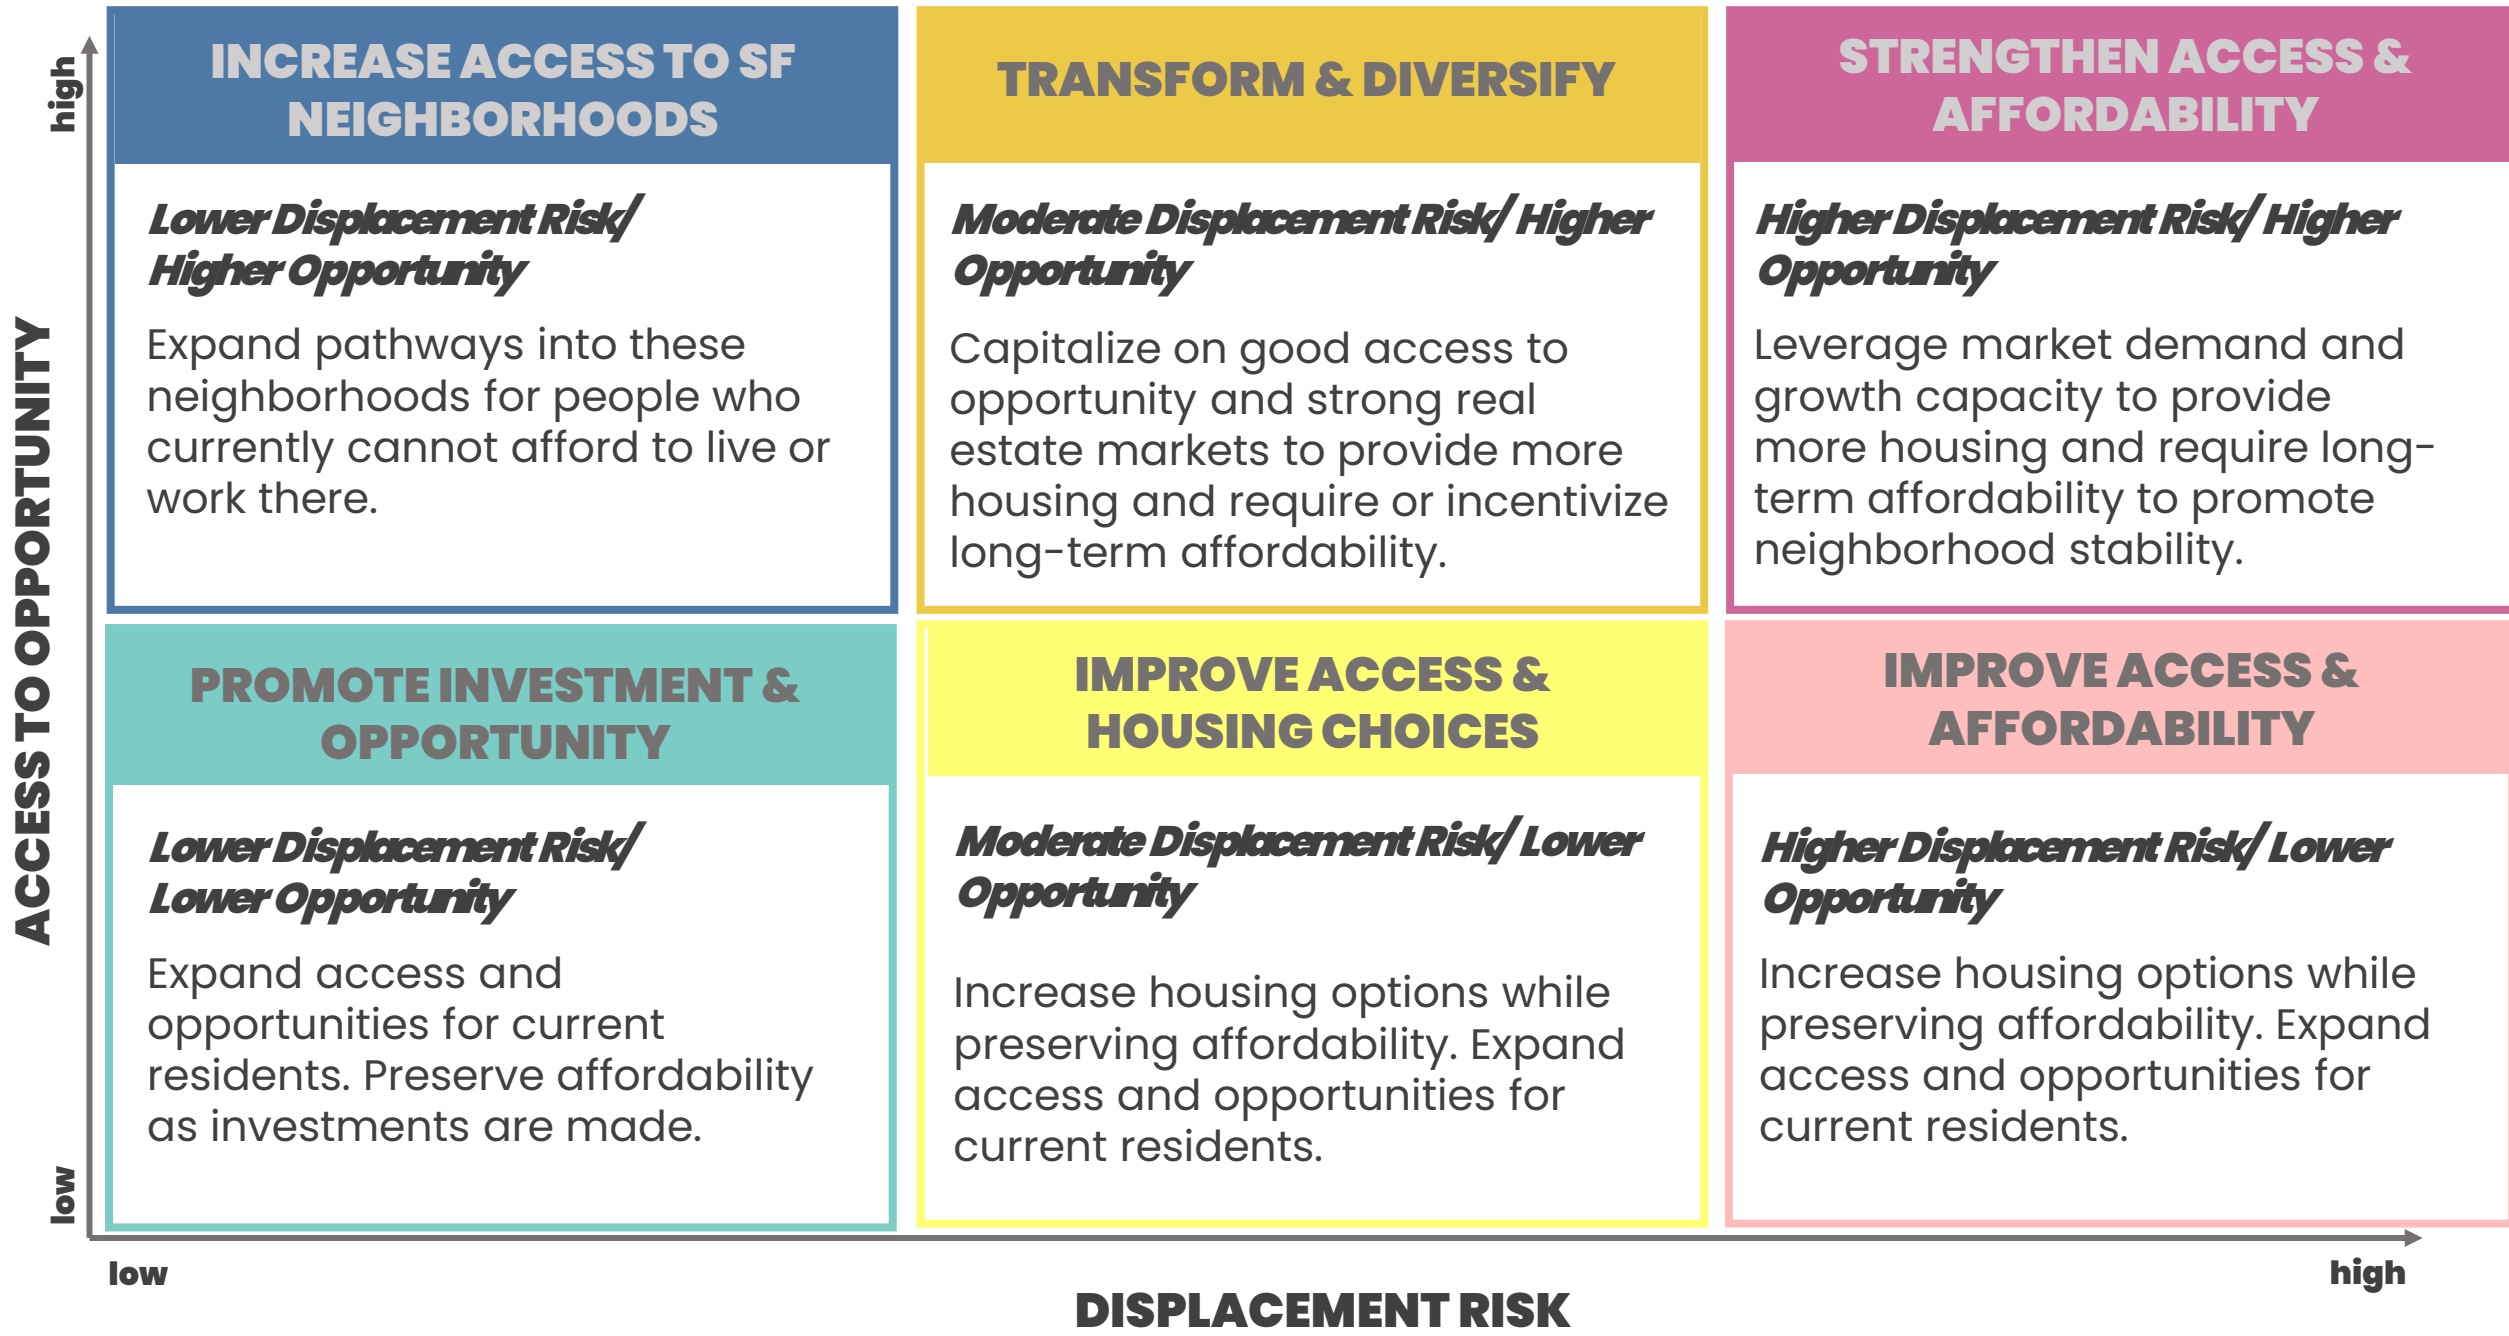 ACCESS TO OPPORTUNITY
high
low
INCREASE ACCESS TO SF
NEIGHBORHOODS
Lower Displacement Risk/
Higher Opportunity
Expand pathways into these
neighborhoods for people who
currently cannot afford to live or
work there.
TRANSFORM & DIVERSIFY
Moderate Displacement Risk/ Higher
Opportunity
Capitalize on good access to
opportunity and strong real
estate markets to provide more
housing and require or incentivize
long-term affordability.
STRENGTHEN ACCESS &
AFFORDABILITY
Higher Displacement Risk/ Higher
Opportunity
Leverage market demand and
growth capacity to provide
more housing and require long-
term affordability to promote
neighborhood stability.
PROMOTE INVESTMENT &
OPPORTUNITY
Lower Displacement Risk/
Lower Opportunity
Expand access and
opportunities for current
residents. Preserve affordability
as investments are made.
IMPROVE ACCESS &
HOUSING CHOICES
Moderate Displacement Risk/ Lower
Opportunity
Increase housing options while
preserving affordability. Expand
access and opportunities for
current residents.
IMPROVE ACCESS &
AFFORDABILITY
Higher Displacement Risk/ Lower
Opportunity
Increase housing options while
preserving affordability. Expand
access and opportunities for
current residents.
low
high
DISPLACEMENT RISK